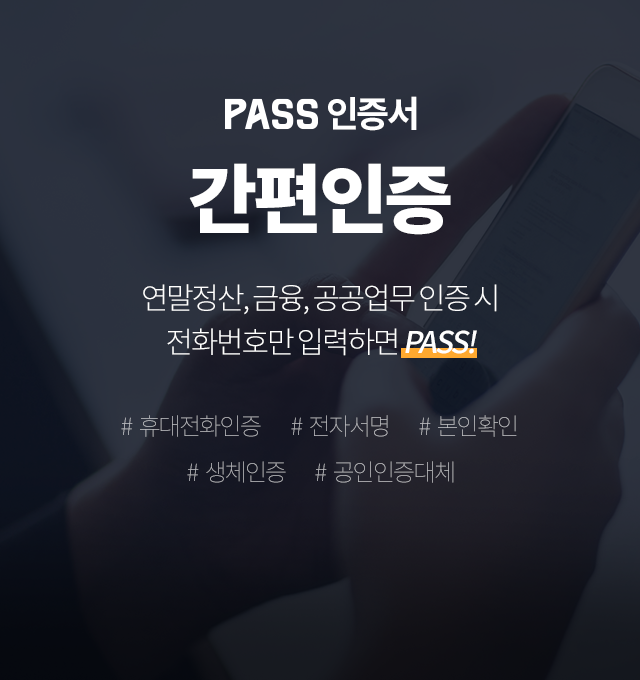 PASS 인증서
간편인증
연말정산, 금융, 공공업무 인증 시
전화번호만 입력하면 PASS!
# 휴대전화인증 # 전자서명 # 본인확인
# 생체인증 # 공인인증대체